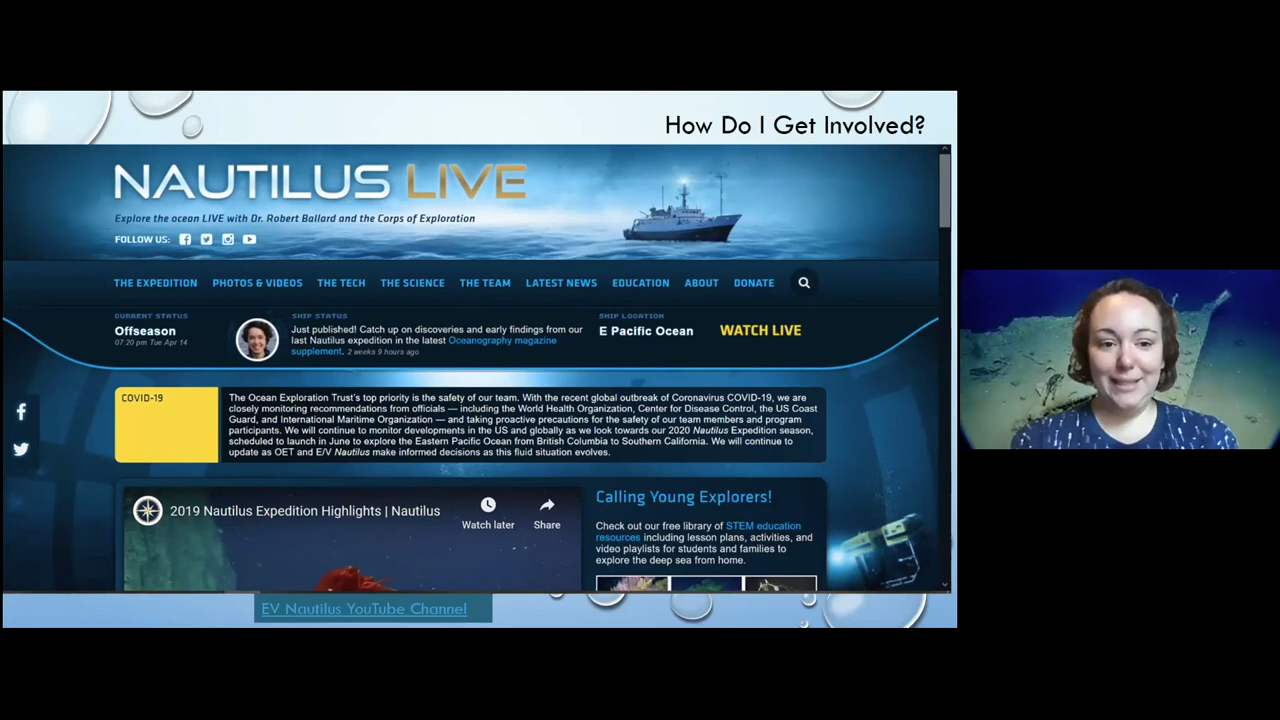 How Do I Get Involved?
NAUTILUS LIVE
Explore the ocean LIVE with Dr. Robert Ballard and the Corps of Exploration
FOLLOW US:
THE EXPEDITION PHOTOS & VIDEOS THE TECH THE SCIENCE THE TEAM LATEST NEWS EDUCATION ABOUT DONATE
CURRENT STATUS
Offseason
07:20 pm Tue Apr 14
SHIP STATUS
Just published! Catch up on discoveries and early findings from our
last Nautilus expedition in the latest Oceanography magazine
supplement. 2 weeks 9 hours ago
SHIP LOCATION
E Pacific Ocean
WATCH LIVE
COVID-19
The Ocean Exploration Trust's top priority is the safety of our team. With the recent global outbreak of Coronavirus COVID-19, we are
closely monitoring recommendations from officials — including the World Health Organization, Center for Disease Control, the US Coast
Guard, and International Maritime Organization — and taking proactive precautions for the safety of our team members and program
participants. We will continue to monitor developments in the US and globally as we look towards our 2020 Nautilus Expedition season,
scheduled to launch in June to explore the Eastern Pacific Ocean from British Columbia to Southern California. We will continue to
update as OET and E/V Nautilus make informed decisions as this fluid situation evolves.
2019 Nautilus Expedition Highlights | Nautilus
Watch later
Share
Calling Young Explorers!
Check out our free library of STEM education
resources including lesson plans, activities, and
video playlists for students and families to
explore the deep sea from home.
EV Nautilus YouTube Channel